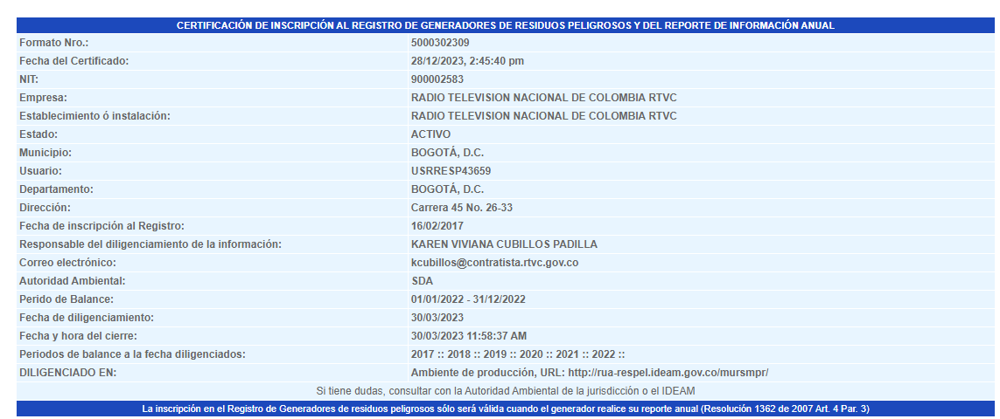 CERTIFICACIÓN DE INSCRIPCIÓN AL REGISTRO DE GENERADORES DE RESIDUOS PELIGROSOS Y DEL REPORTE DE INFORMACIÓN ANUAL
Formato Nro.: 5000302309
Fecha del Certificado: 28/12/2023, 2:45:40 pm
NIT: 900002583
Empresa: RADIO TELEVISION NACIONAL DE COLOMBIA RTVC
Establecimiento ó instalación: RADIO TELEVISION NACIONAL DE COLOMBIA RTVC
Estado: ACTIVO
Municipio: BOGOTÁ, D.C.
Usuario: USRRESP43659
Departamento: BOGOTÁ, D.C.
Dirección: Carrera 45 No. 26-33
Fecha de inscripción al Registro: 16/02/2017
Responsable del diligenciamiento de la información: KAREN VIVIANA CUBILLOS PADILLA
Correo electrónico: kcubillos@contratista.rtvc.gov.co
Autoridad Ambiental: SDA
Perido de Balance: 01/01/2022 - 31/12/2022
Fecha de diligenciamiento: 30/03/2023
Fecha y hora del cierre: 30/03/2023 11:58:37 AM
Periodos de balance a la fecha diligenciados: 2017 :: 2018 :: 2019 :: 2020 :: 2021 :: 2022 ::
DILIGENCIADO EN: Ambiente de producción, URL: http://rua-respel.ideam.gov.co/mursmpr/
Si tiene dudas, consultar con la Autoridad Ambiental de la jurisdicción o el IDEAM
La inscripción en el Registro de Generadores de residuos peligrosos sólo será válida cuando el generador realice su reporte anual (Resolución 1362 de 2007 Art. 4 Par. 3)